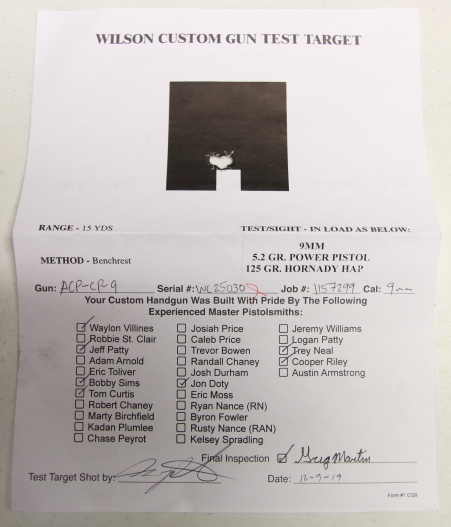 WILSON CUSTOM GUN TEST TARGET
RANGE - 15 YDS TEST/SIGHT - IN LOAD AS BELOW:
9MM
5.2 GR. POWER PISTOL
METHOD - Benchrest 125 GR. HORNADY HAP
Gun: ACP-CP-9 Serial #: WC25030 Job #: 1157299 Cal: 9mm
Your Custom Handgun Was Built With Pride By The Following
Experienced Master Pistolsmiths:
Waylon Villines Josiah Price Jeremy Williams
Robbie St. Clair Caleb Price Logan Patty
Jeff Patty Trevor Bowen Trey Neal
Adam Arnold Randall Chaney Cooper Riley
Eric Toliver Josh Durham Austin Armstrong
Bobby Sims Jon Doty
Tom Curtis Eric Moss
Robert Chaney Ryan Nance (RN)
Marty Birchfield Byron Fowler
Kadan Plumlee Rusty Nance (RAN)
Chase Peyrot Kelsey Spradling
Final Inspection Greg Martin
Test Target Shot by: Date: 12-9-19
Form #1 CGB